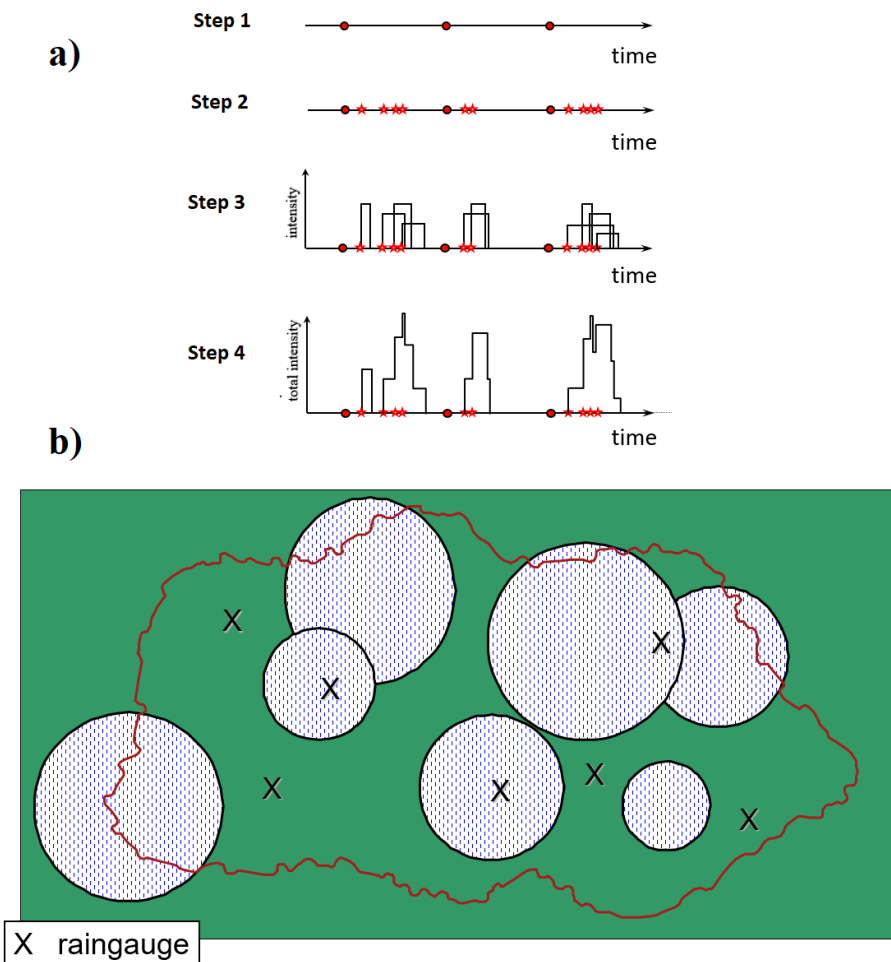 Step 1
a)
time
Step 2
time
Step 3
intensity
time
Step 4
total intensity
time
b)
X
X
X
X
X
X
X
X raingauge